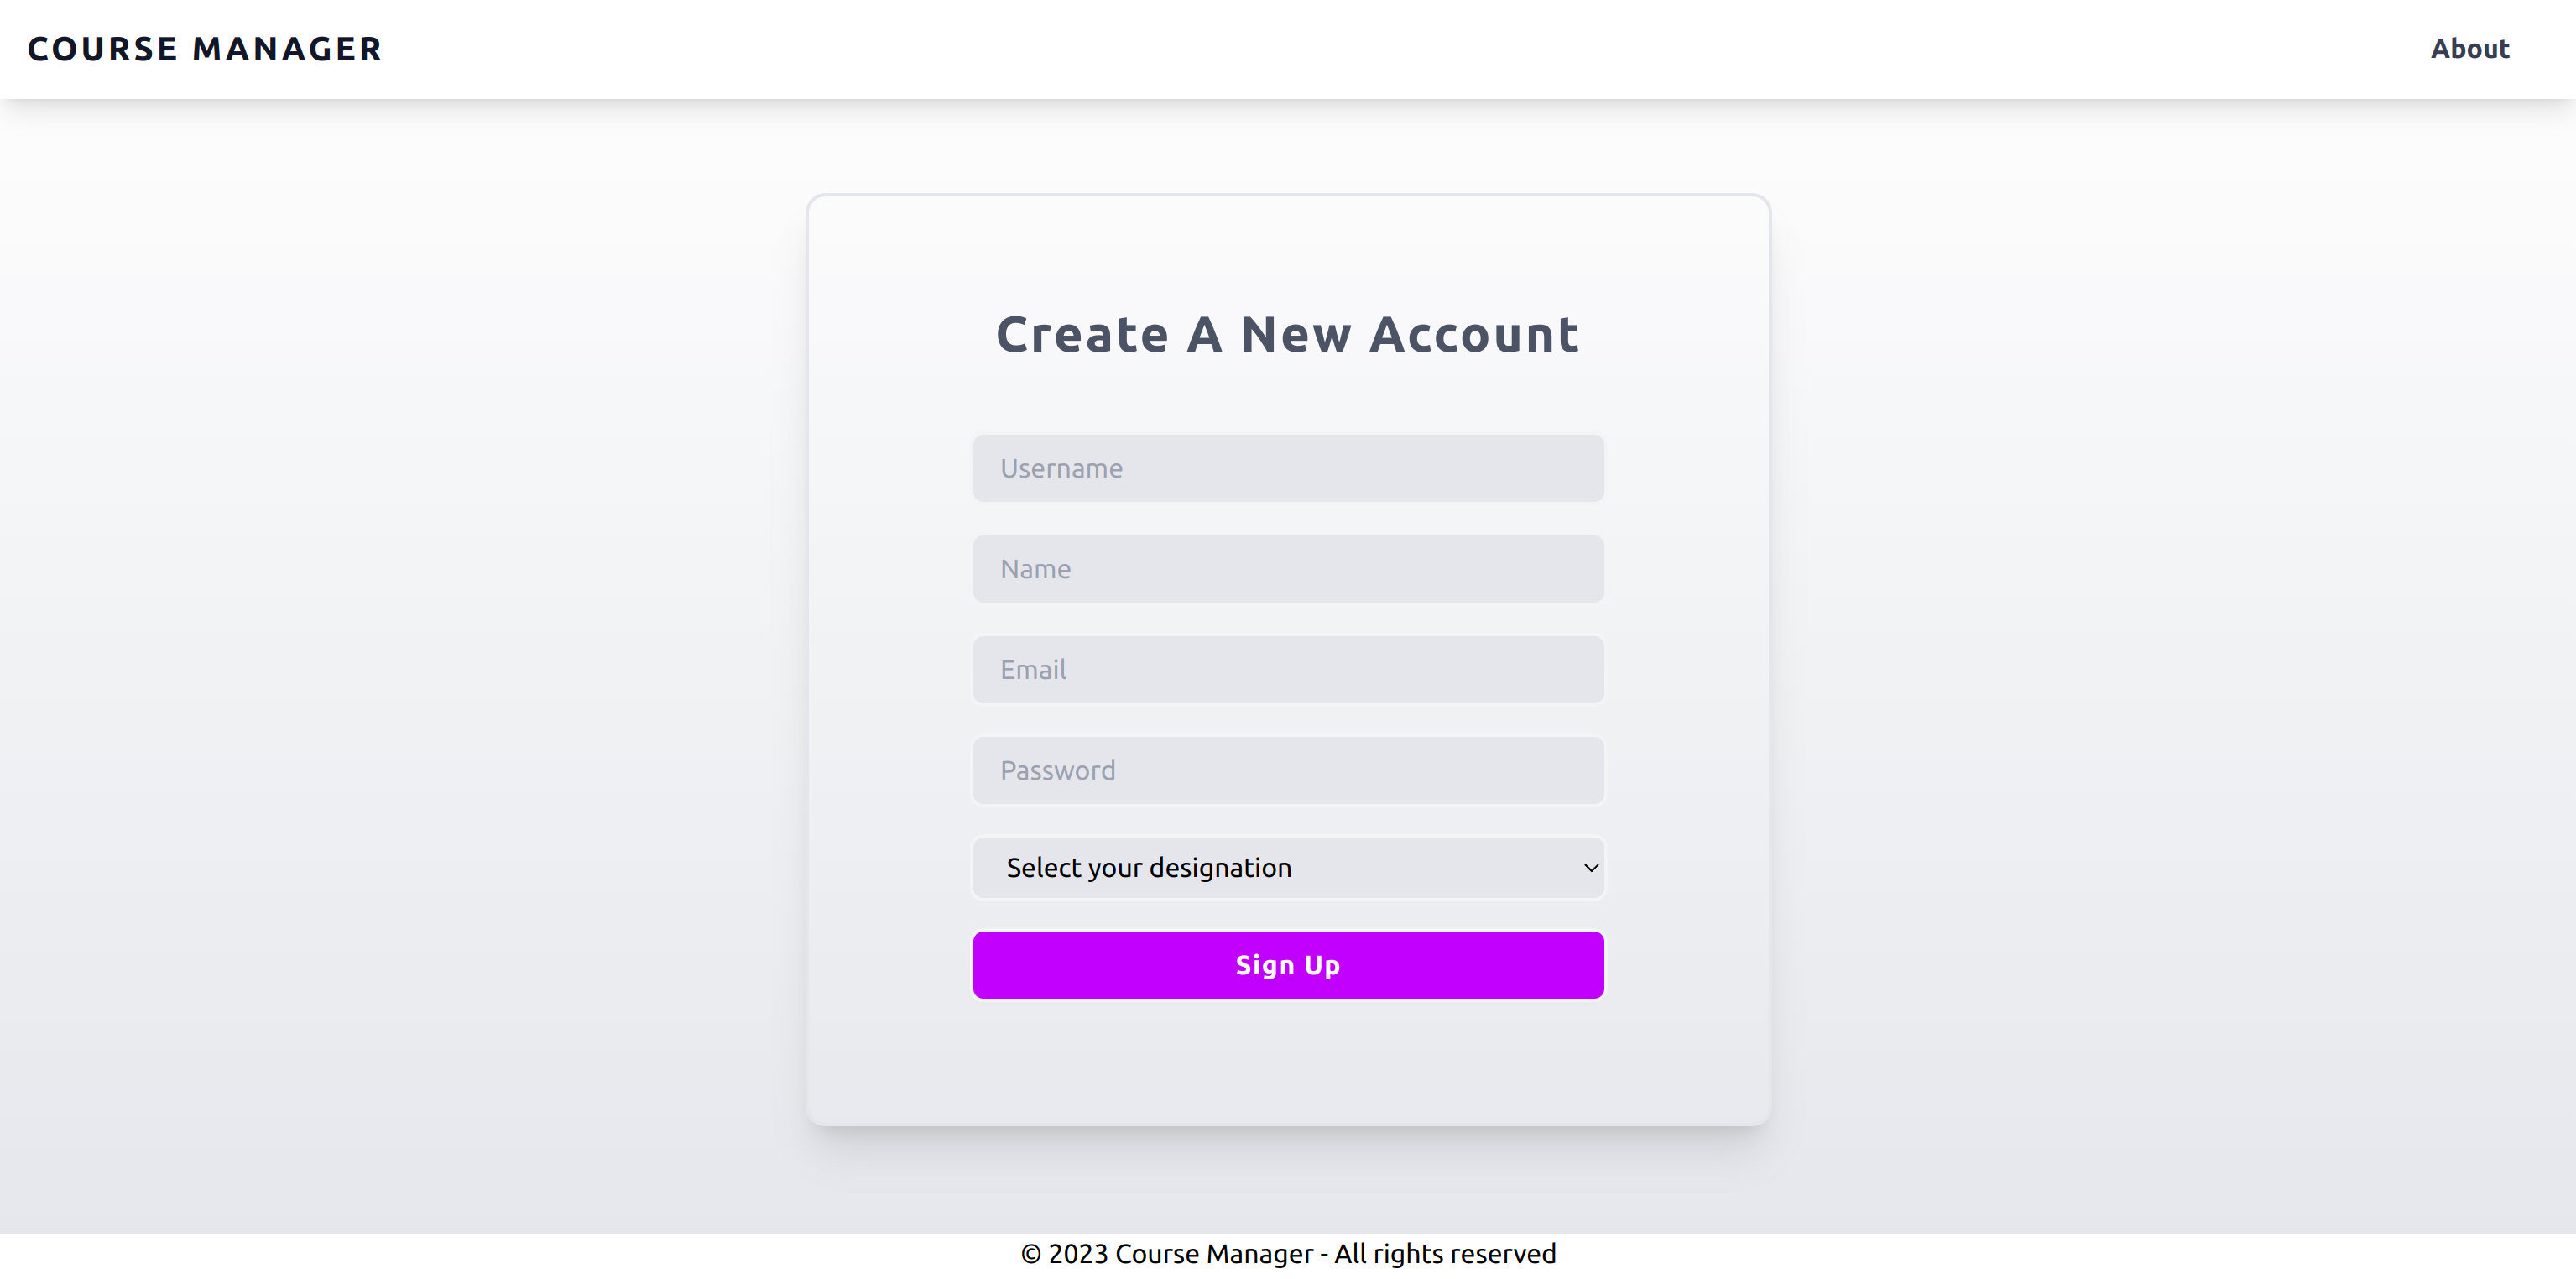 COURSE MANAGER
About
Create A New Account
Username
Name
Email
Password
Select your designation
Sign Up
© 2023 Course Manager - All rights reserved